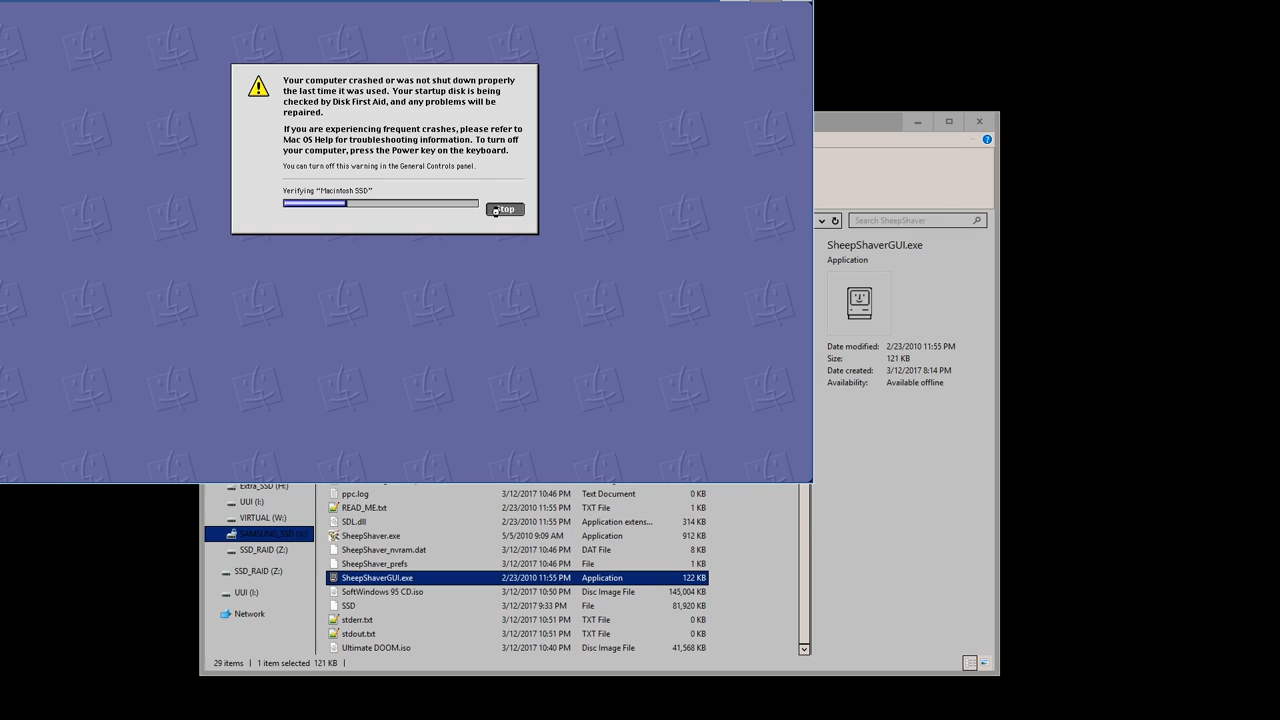 Your computer crashed or was not shut down properly
the last time it was used. Your startup disk is being
checked by Disk First Aid, and any problems will be
repaired.
If you are experiencing frequent crashes, please refer to
Mac OS Help for troubleshooting information. To turn off
your computer, press the Power key on the keyboard.
You can turn off this warning in the General Controls panel.
Verifying "Macintosh SSD"
Search SheepShaver
SheepShaverGUI.exe
Application
Date modified: 2/23/2010 11:55 PM
Size: 121 KB
Date created: 3/12/2017 8:14 PM
Availability: Available offline
Extra_SSD (H:)
UUI (I:)
VIRTUAL (W:)
SSD_RAID (Z:)
SSD_RAID (Z:)
UUI (I:)
Network
ppc.log 3/12/2017 10:46 PM Text Document 0 KB
READ_ME.txt 2/23/2010 11:55 PM TXT File 1 KB
SDL.dll 2/23/2010 11:55 PM Application extens... 314 KB
SheepShaver.exe 5/5/2010 9:09 AM Application 912 KB
SheepShaver_nvram.dat 3/12/2017 10:46 PM DAT File 8 KB
SheepShaver_prefs 3/12/2017 10:46 PM File 1 KB
SheepShaverGUI.exe 2/23/2010 11:55 PM Application 122 KB
SoftWindows 95 CD.iso 3/12/2017 10:50 PM Disc Image File 145,004 KB
SSD 3/12/2017 9:33 PM File 81,920 KB
stderr.txt 3/12/2017 10:51 PM TXT File 0 KB
stdout.txt 3/12/2017 10:51 PM TXT File 0 KB
Ultimate DOOM.iso 3/12/2017 10:40 PM Disc Image File 41,568 KB
29 items 1 item selected 121 KB